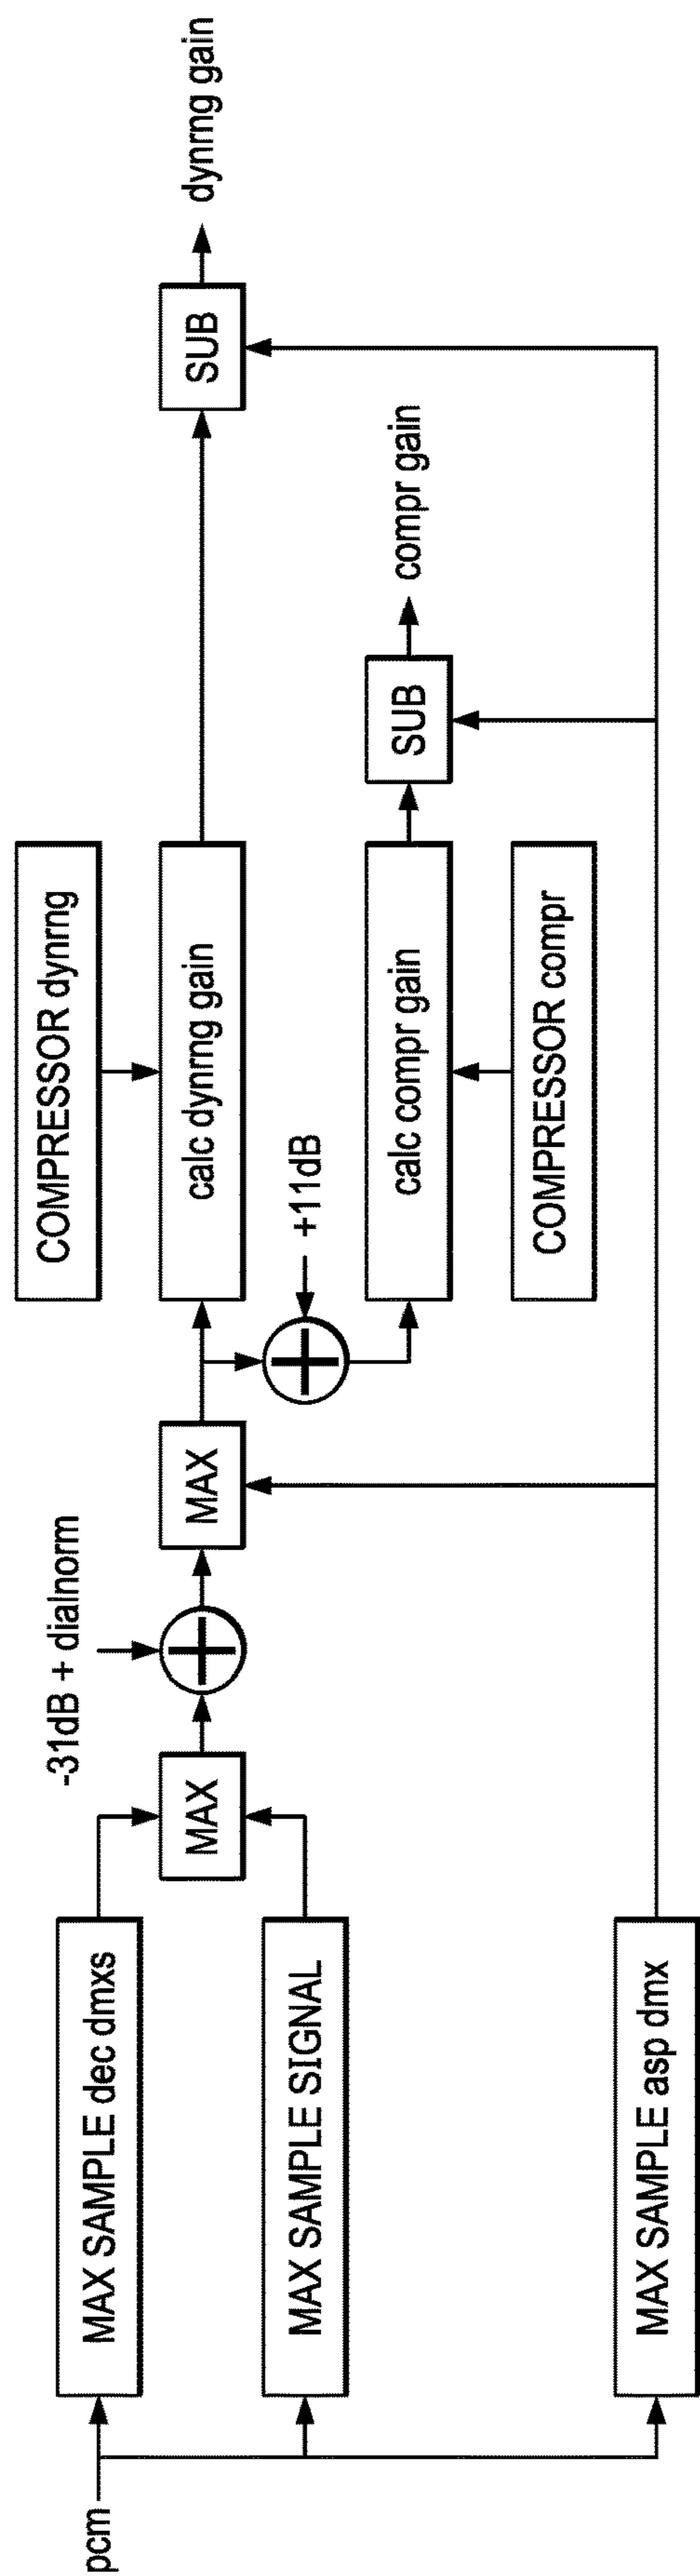 pcm
MAX SAMPLE dec dmxs
MAX SAMPLE SIGNAL
MAX SAMPLE asp dmx
MAX
-31dB + dialnorm
MAX
+11dB
COMPRESSOR dynrng
calc dynrng gain
calc compr gain
COMPRESSOR compr
SUB
compr gain
SUB
dynrng gain